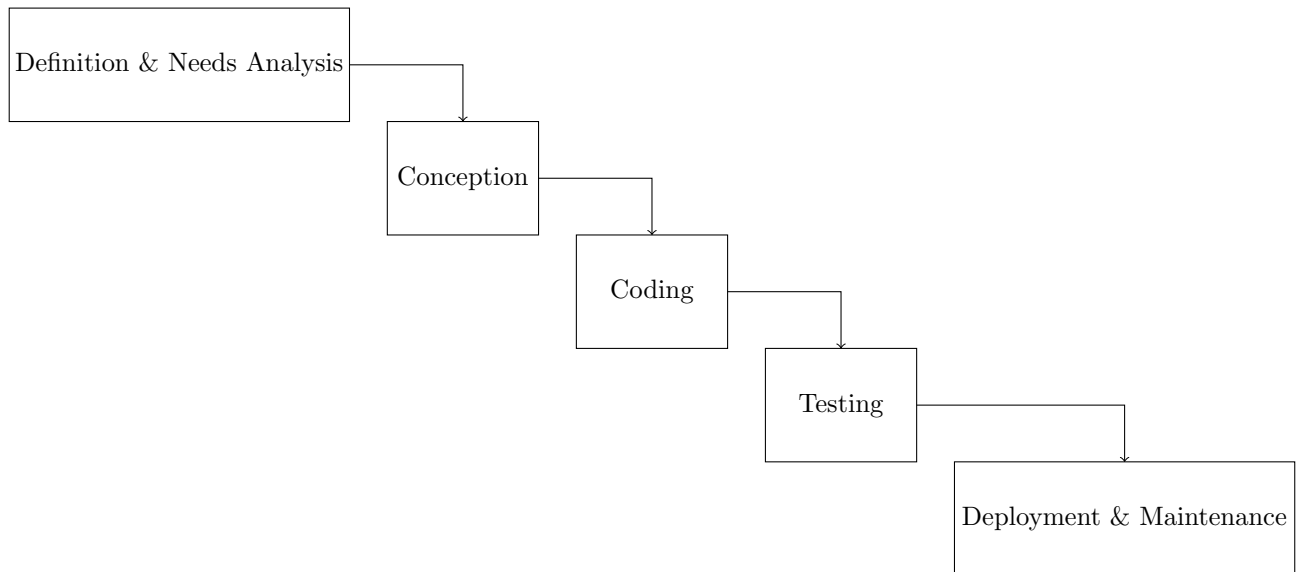 Definition & Needs Analysis
Conception
Coding
Testing
Deployment & Maintenance